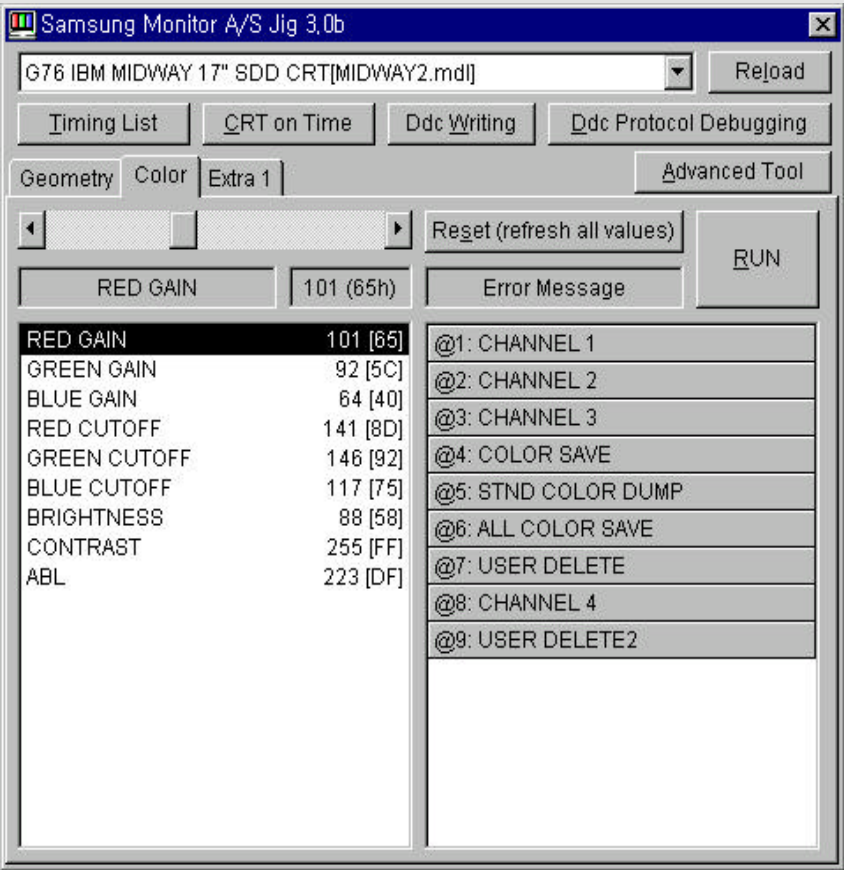 Samsung Monitor A/S Jig 3,0b
G76 IBM MIDWAY 17" SDD CRT[MIDWAY2.mdl]
Reload
Timing List
CRT on Time
Ddc Writing
Ddc Protocol Debugging
Geometry
Color
Extra 1
Advanced Tool
Reset (refresh all values)
RUN
RED GAIN
101 (65h)
Error Message
RED GAIN 101 [65]
GREEN GAIN 92 [5C]
BLUE GAIN 64 [40]
RED CUTOFF 141 [8D]
GREEN CUTOFF 146 [92]
BLUE CUTOFF 117 [75]
BRIGHTNESS 88 [58]
CONTRAST 255 [FF]
ABL 223 [DF]
@1: CHANNEL 1
@2: CHANNEL 2
@3: CHANNEL 3
@4: COLOR SAVE
@5: STND COLOR DUMP
@6: ALL COLOR SAVE
@7: USER DELETE
@8: CHANNEL 4
@9: USER DELETE2